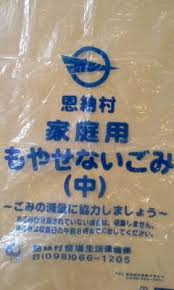 恩納村
家庭用
もやせないごみ
(中)
～ごみの減量に協力しましょう～
恩納村役場生活環境係
☎(098)966-1205